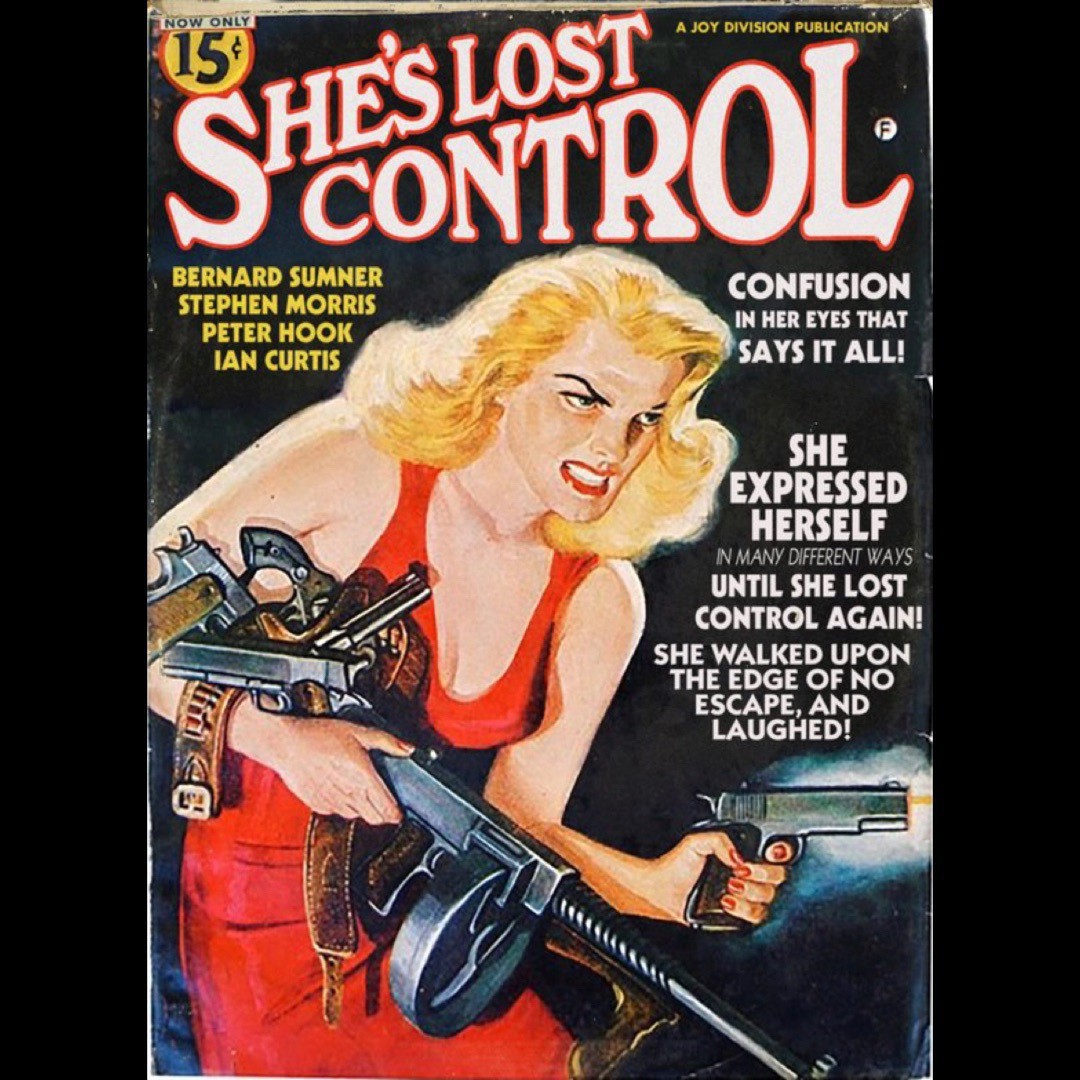 NOW ONLY
15¢
A JOY DIVISION PUBLICATION
SHE'S LOST
CONTROL
F
BERNARD SUMNER
STEPHEN MORRIS
PETER HOOK
IAN CURTIS
CONFUSION
IN HER EYES THAT
SAYS IT ALL!
SHE
EXPRESSED
HERSELF
IN MANY DIFFERENT WAYS
UNTIL SHE LOST
CONTROL AGAIN!
SHE WALKED UPON
THE EDGE OF NO
ESCAPE, AND
LAUGHED!